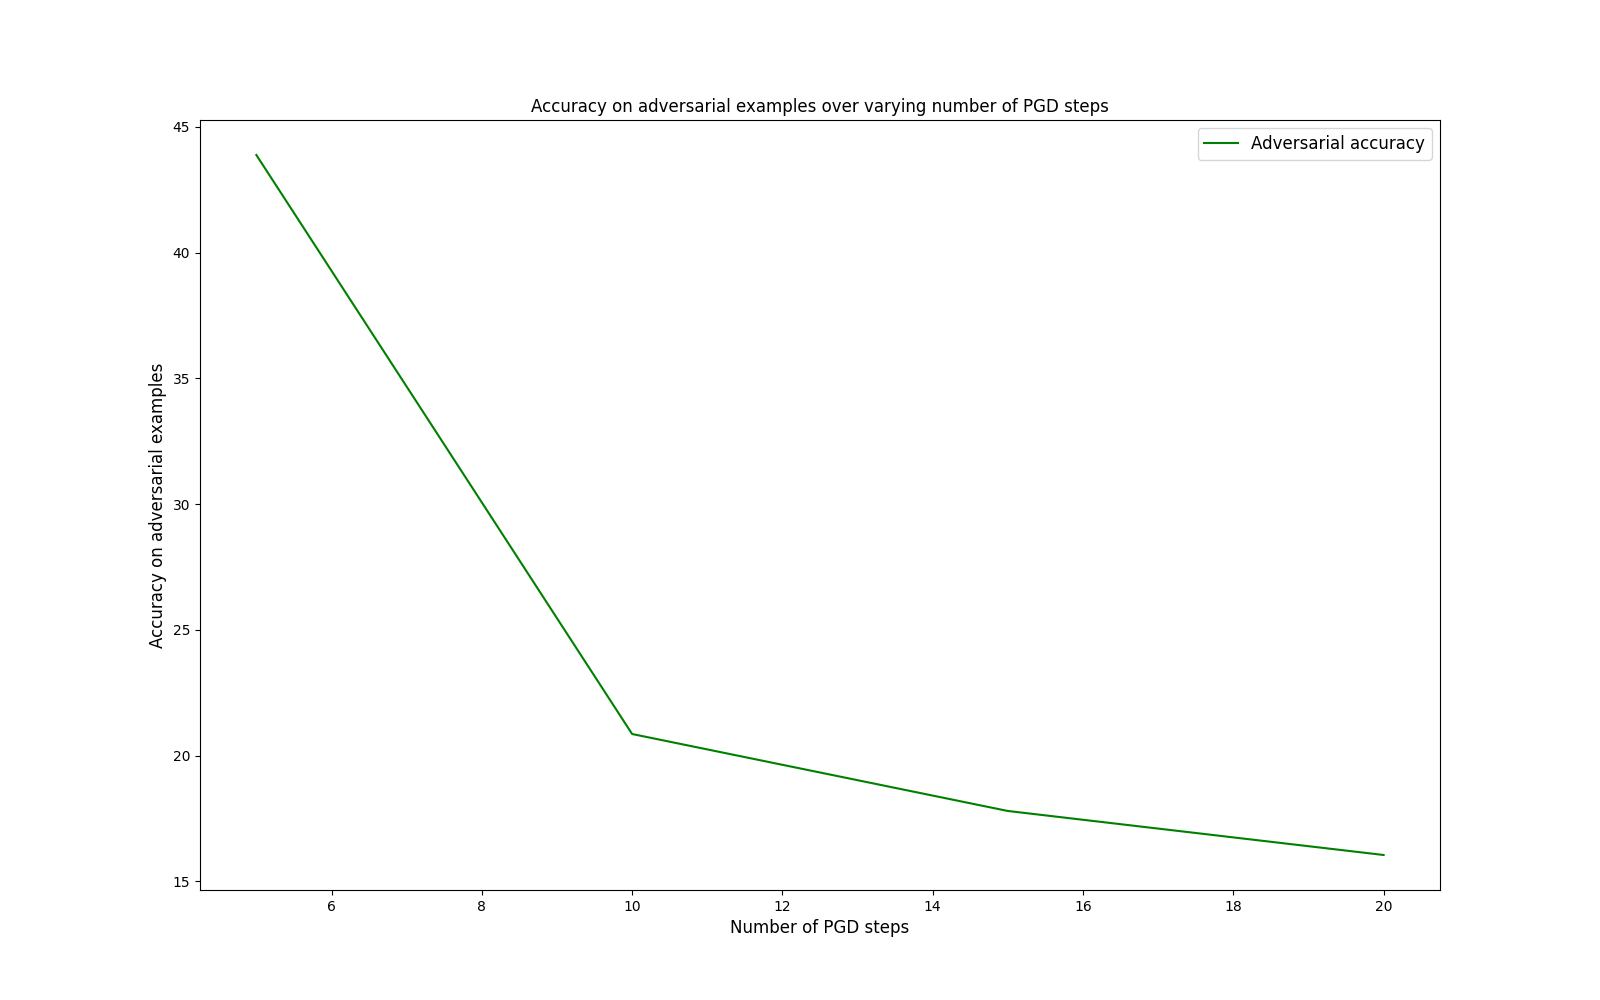 Accuracy on adversarial examples over varying number of PGD steps
Adversarial accuracy
Accuracy on adversarial examples
45
40
35
30
25
20
15
6 8 10 12 14 16 18 20
Number of PGD steps